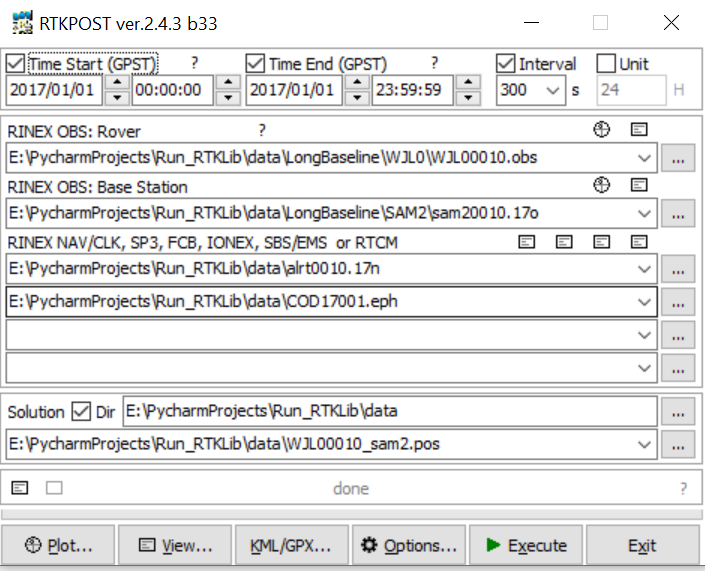 RTKPOST ver.2.4.3 b33
Time Start (GPST) ? Time End (GPST) ? Interval Unit
2017/01/01 00:00:00 2017/01/01 23:59:59 300 s 24 H
RINEX OBS: Rover ?
E:\PycharmProjects\Run_RTKLib\data\LongBaseline\WJL0\WJL00010.obs ...
RINEX OBS: Base Station
E:\PycharmProjects\Run_RTKLib\data\LongBaseline\SAM2\sam20010.17o ...
RINEX NAV/CLK, SP3, FCB, IONEX, SBS/EMS or RTCM
E:\PycharmProjects\Run_RTKLib\data\alrt0010.17n ...
E:\PycharmProjects\Run_RTKLib\data\COD17001.eph ...
...
...
Solution Dir E:\PycharmProjects\Run_RTKLib\data ...
E:\PycharmProjects\Run_RTKLib\data\WJL00010_sam2.pos ...
done ?
Plot... View... KML/GPX... Options... Execute Exit